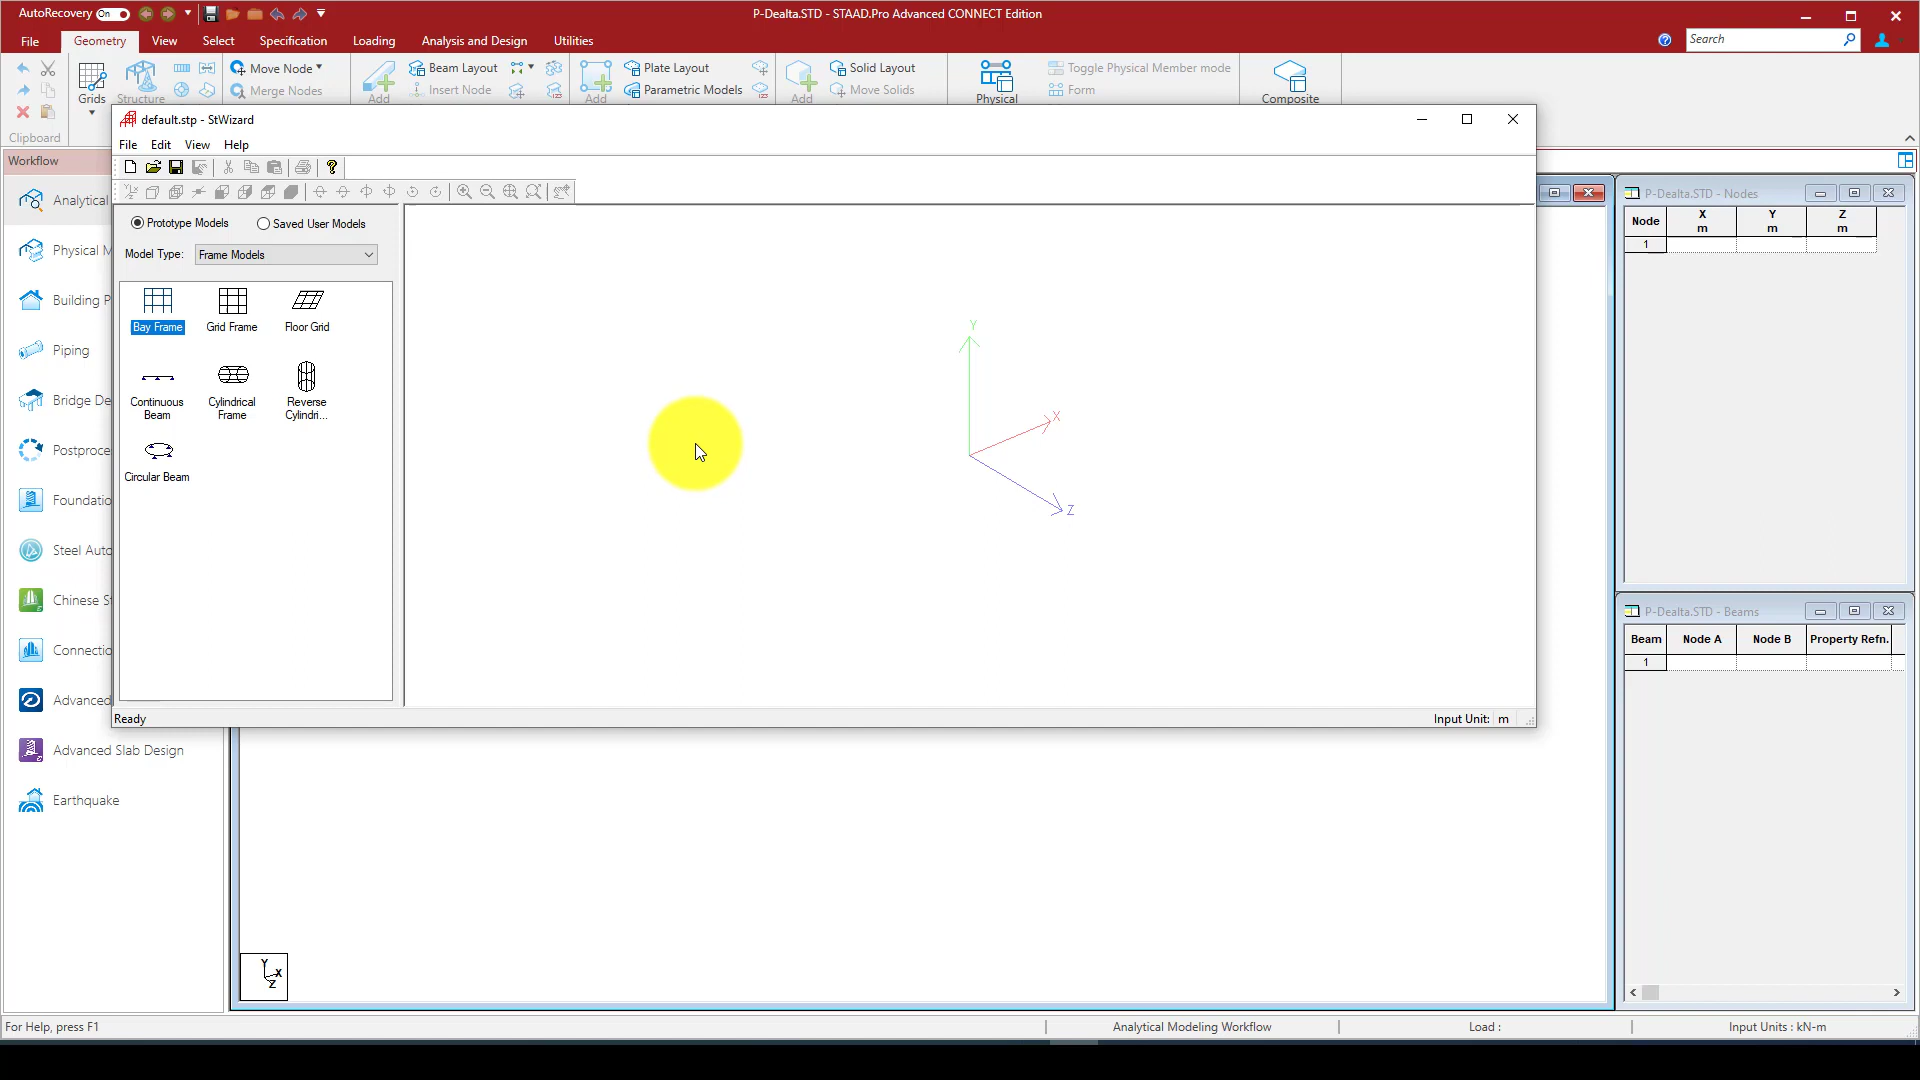 AutoRecovery On
P-Dealta.STD - STAAD.Pro Advanced CONNECT Edition
File Geometry View Select Specification Loading Analysis and Design Utilities
Search
Move Node Beam Layout Plate Layout Solid Layout Toggle Physical Member mode
Merge Nodes Insert Node Parametric Models Move Solids Form
Grids Structure Add Add Add Physical Composite
Clipboard
default.stp - StWizard
File Edit View Help
Workflow
Prototype Models Saved User Models
Model Type: Frame Models
Bay Frame Grid Frame Floor Grid
Continuous Beam
Cylindrical Frame
Reverse Cylindri...
Circular Beam
Y
X
Z
Ready
Input Unit: m
Analytical
Physical M
Building P
Piping
Bridge De
Postproce
Foundatio
Steel Auto
Chinese St
Connectio
Advanced
Advanced Slab Design
Earthquake
P-Dealta.STD - Nodes
Node X m Y m Z m
1
P-Dealta.STD - Beams
Beam Node A Node B Property Refn.
1
Y
X
Z
For Help, press F1
Analytical Modeling Workflow
Load :
Input Units : kN-m